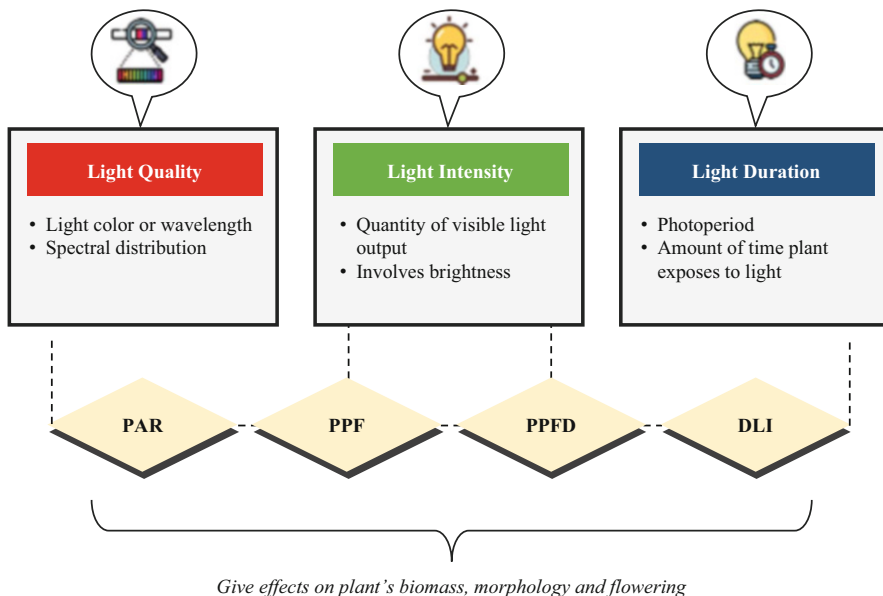 Light Quality
• Light color or wavelength
• Spectral distribution
Light Intensity
• Quantity of visible light
output
• Involves brightness
Light Duration
• Photoperiod
• Amount of time plant
exposes to light
PAR
PPF
PPFD
DLI
Give effects on plant's biomass, morphology and flowering